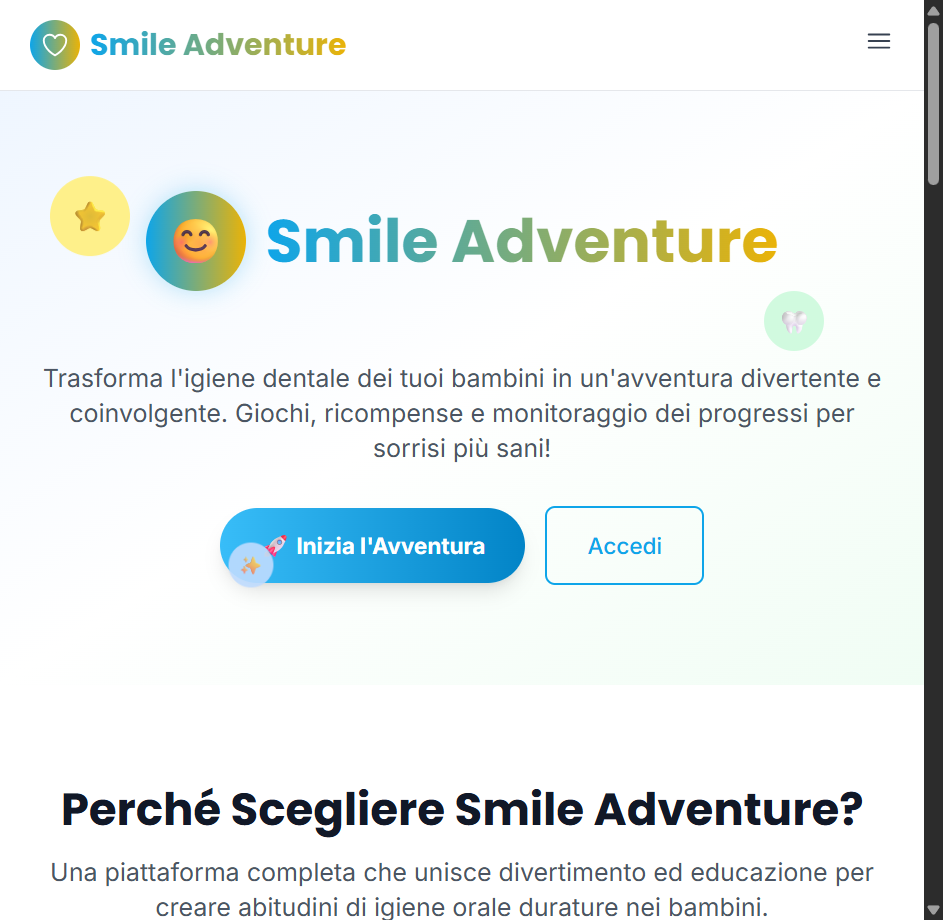 Smile Adventure
Smile Adventure
Trasforma l'igiene dentale dei tuoi bambini in un'avventura divertente e
coinvolgente. Giochi, ricompense e monitoraggio dei progressi per
sorrisi più sani!
🚀 Inizia l'Avventura
Accedi
Perché Scegliere Smile Adventure?
Una piattaforma completa che unisce divertimento ed educazione per
creare abitudini di igiene orale durature nei bambini.